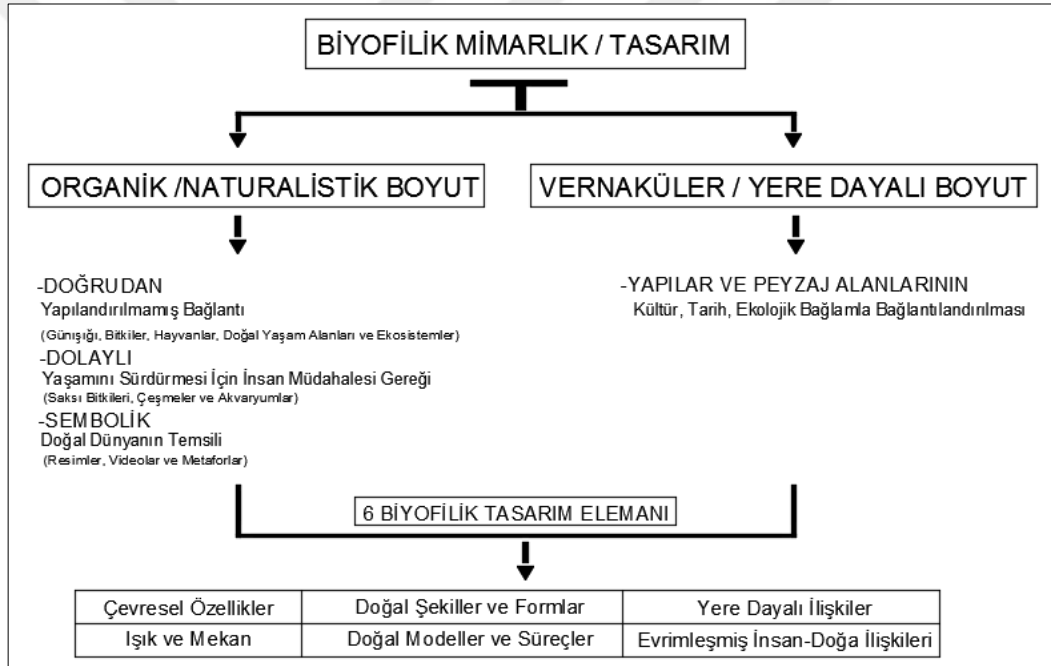 BİYOFİLİK MİMARLIK / TASARIM
ORGANİK /NATURALİSTİK BOYUT
VERNAKÜLER / YERE DAYALI BOYUT
-DOĞRUDAN
Yapılandırılmamış Bağlantı
(Günışığı, Bitkiler, Hayvanlar, Doğal Yaşam Alanları ve Ekosistemler)
-DOLAYLI
Yaşamını Sürdürmesi İçin İnsan Müdahalesi Gereği
(Saksı Bitkileri, Çeşmeler ve Akvaryumlar)
-SEMBOLİK
Doğal Dünyanın Temsili
(Resimler, Videolar ve Metaforlar)
-YAPILAR VE PEYZAJ ALANLARININ
Kültür, Tarih, Ekolojik Bağlamla Bağlantılandırılması
6 BİYOFİLİK TASARIM ELEMANI
Çevresel Özellikler
Doğal Şekiller ve Formlar
Yere Dayalı İlişkiler
Işık ve Mekan
Doğal Modeller ve Süreçler
Evrimleşmiş İnsan-Doğa İlişkileri